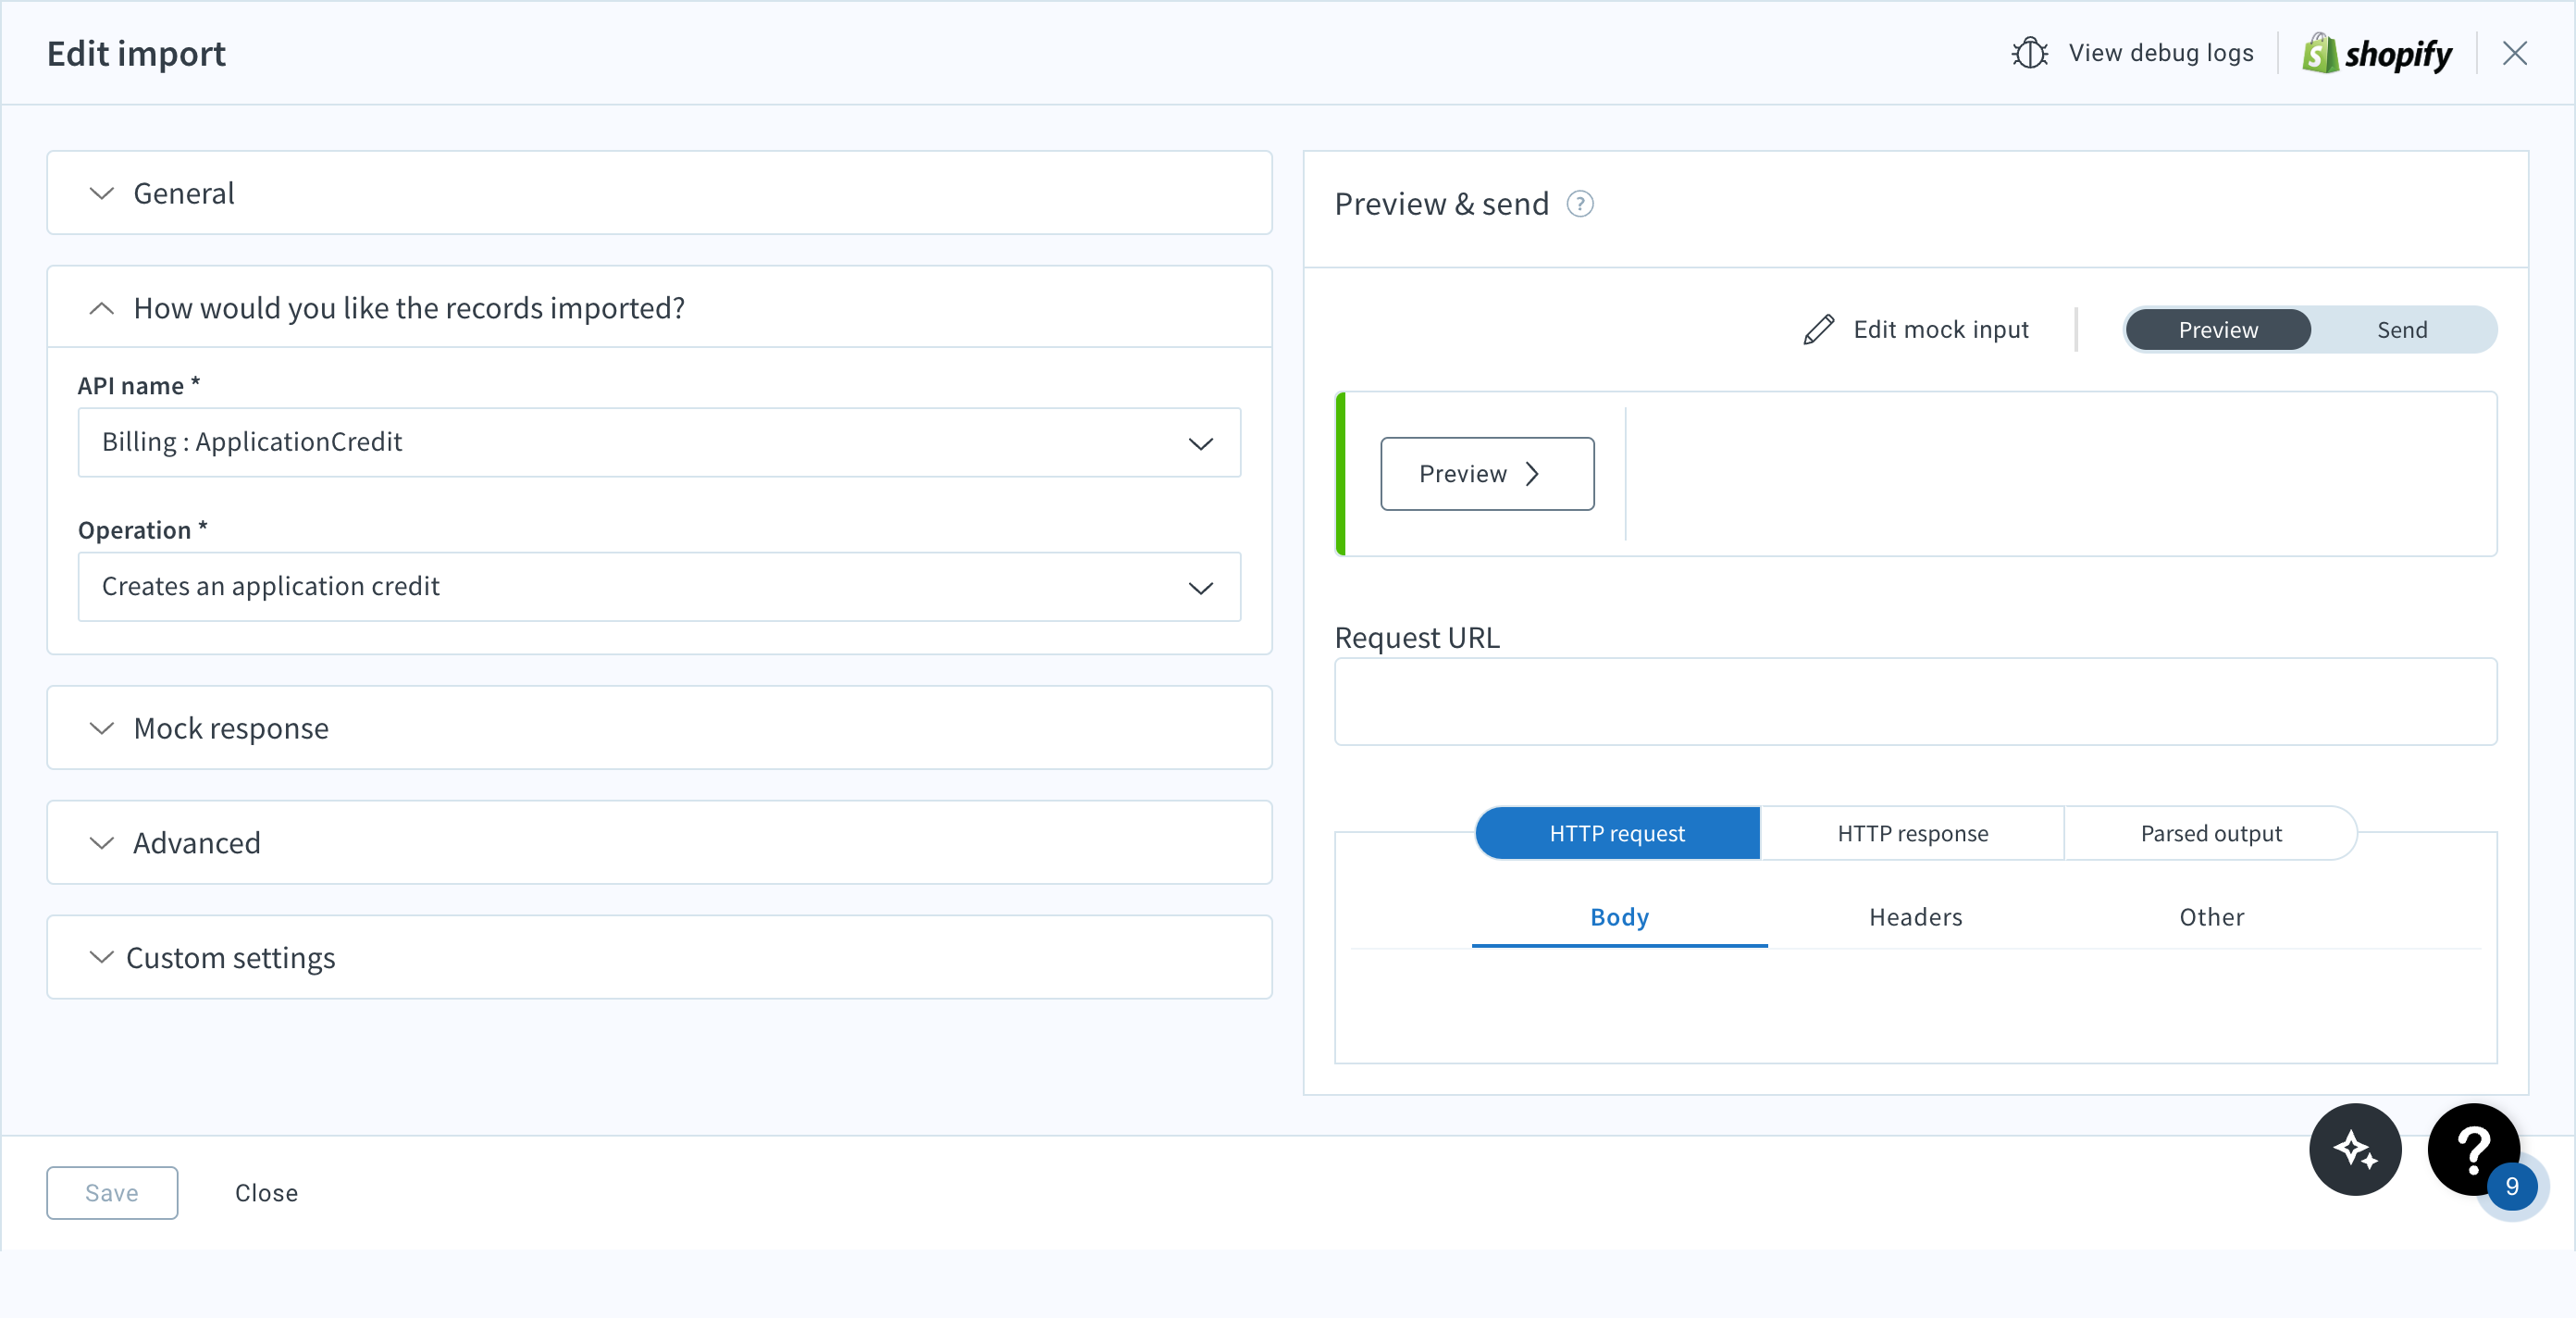 Edit import
View debug logs
shopify
General
How would you like the records imported?
API name *
Billing : ApplicationCredit
Operation *
Creates an application credit
Mock response
Advanced
Custom settings
Preview & send ?
Edit mock input
Preview
Send
Preview
Request URL
HTTP request
HTTP response
Parsed output
Body
Headers
Other
Save
Close
?
9